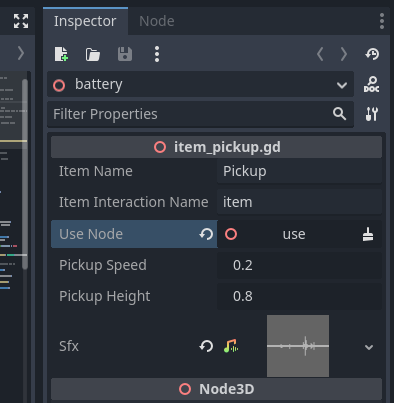 Inspector Node
battery
DOC
Filter Properties
item_pickup.gd
Item Name Pickup
Item Interaction Name item
Use Node use
Pickup Speed 0.2
Pickup Height 0.8
Sfx
Node3D